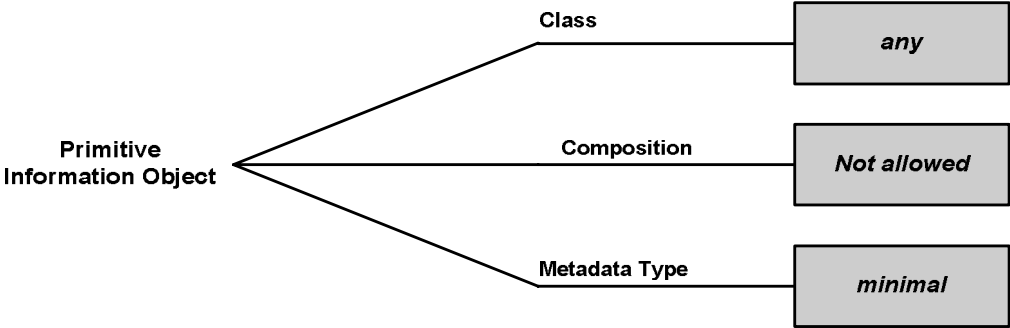 Class
any
Primitive
Information Object
Composition
Not allowed
Metadata Type
minimal